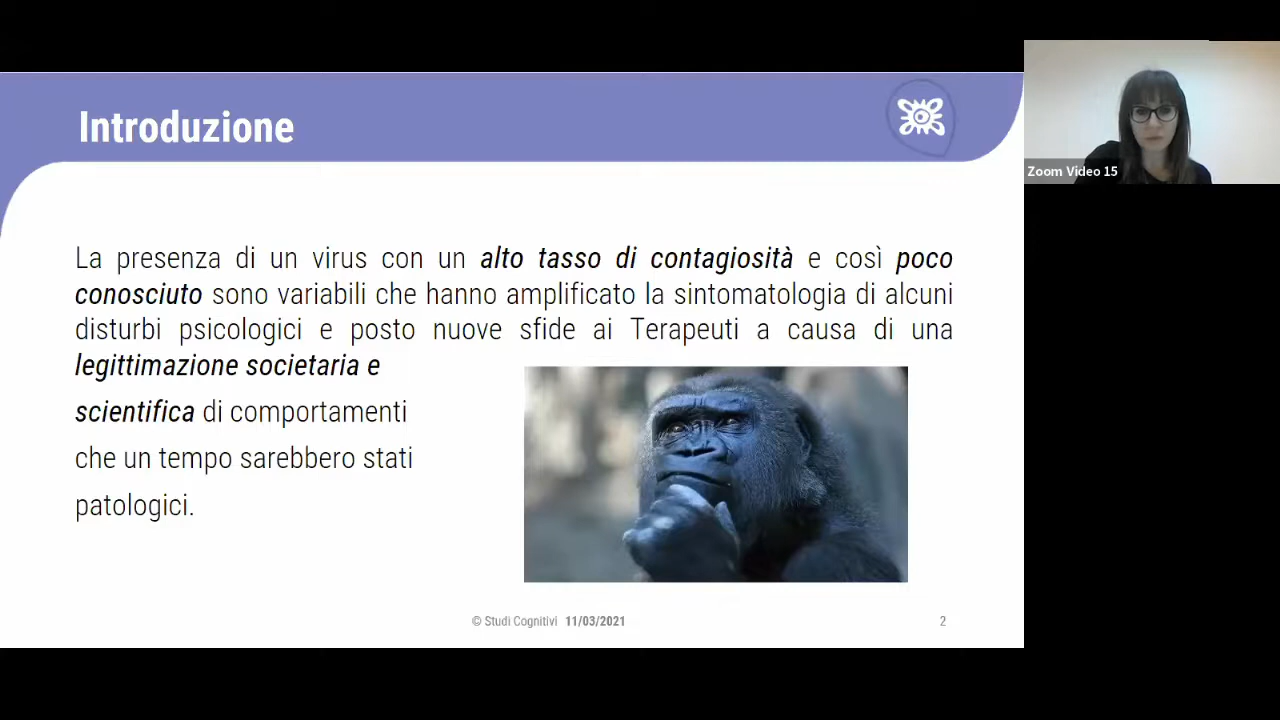 Introduzione
Zoom Video 15
La presenza di un virus con un alto tasso di contagiosità e così poco
conosciuto sono variabili che hanno amplificato la sintomatologia di alcuni
disturbi psicologici e posto nuove sfide ai Terapeuti a causa di una
legittimazione societaria e
scientifica di comportamenti
che un tempo sarebbero stati
patologici.
© Studi Cognitivi 11/03/2021
2